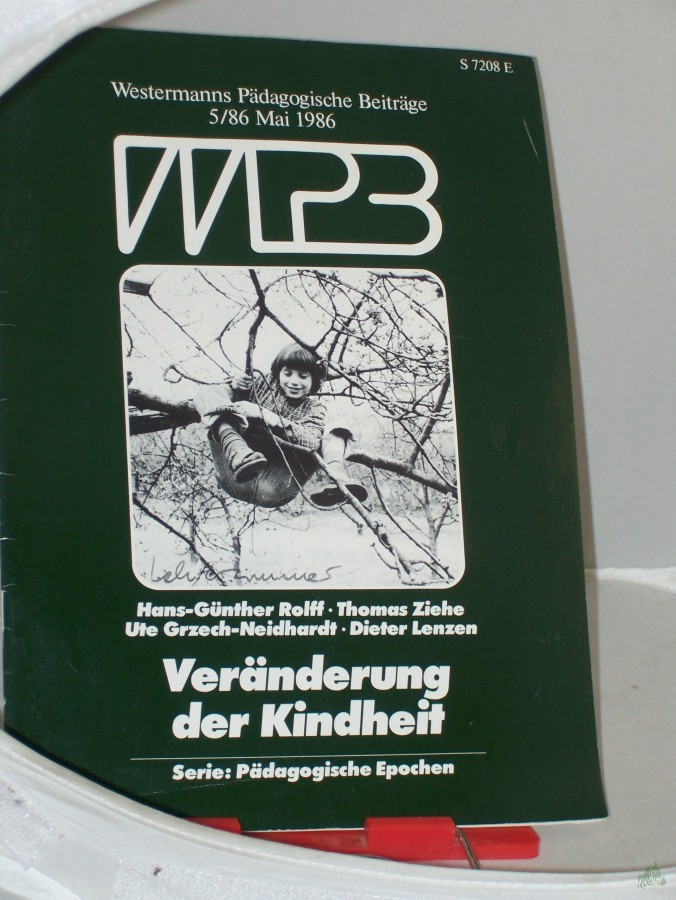 S 7208 E
Westermanns Pädagogische Beiträge
5/86 Mai 1986
WPB
Lehrerzimmer
Hans-Günther Rolff · Thomas Ziehe
Ute Grzech-Neidhardt · Dieter Lenzen
Veränderung
der Kindheit
Serie: Pädagogische Epochen